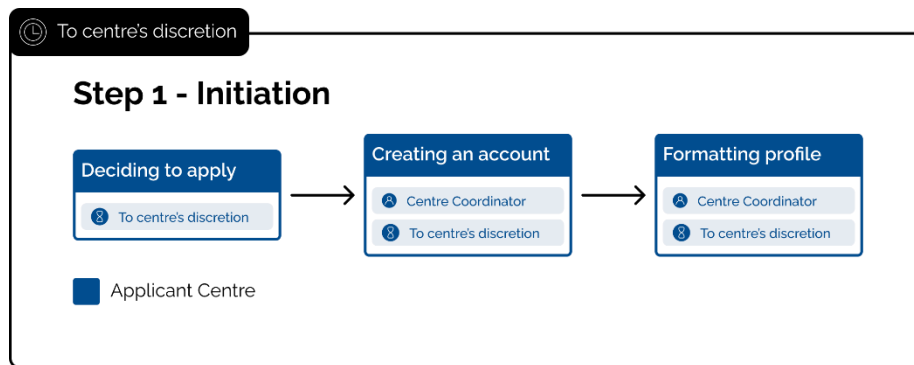 To centre's discretion
Step 1 - Initiation
Deciding to apply
To centre's discretion
Creating an account
Centre Coordinator
To centre's discretion
Formatting profile
Centre Coordinator
To centre's discretion
Applicant Centre